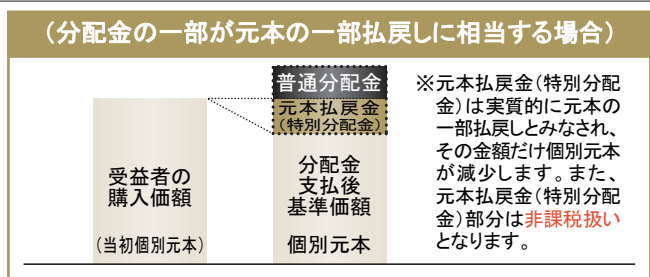 （分配金の一部が元本の一部払戻しに相当する場合）
受益者の
購入価額
（当初個別元本）
普通分配金
元本払戻金
（特別分配金）
分配金
支払後
基準価額
個別元本
※元本払戻金（特別分配
金）は実質的に元本の
一部払戻しとみなされ、
その金額だけ個別元本
が減少します。また、
元本払戻金（特別分配
金）部分は非課税扱い
となります。